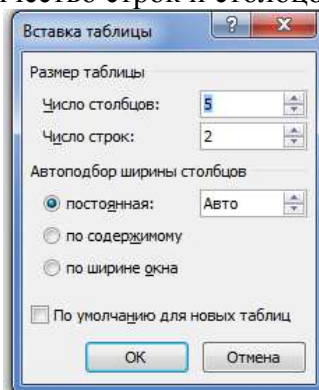 Вставка таблицы
Размер таблицы
Число столбцов: 5
Число строк: 2
Автоподбор ширины столбцов
постоянная: Авто
по содержимому
по ширине окна
По умолчанию для новых таблиц
ОК Отмена